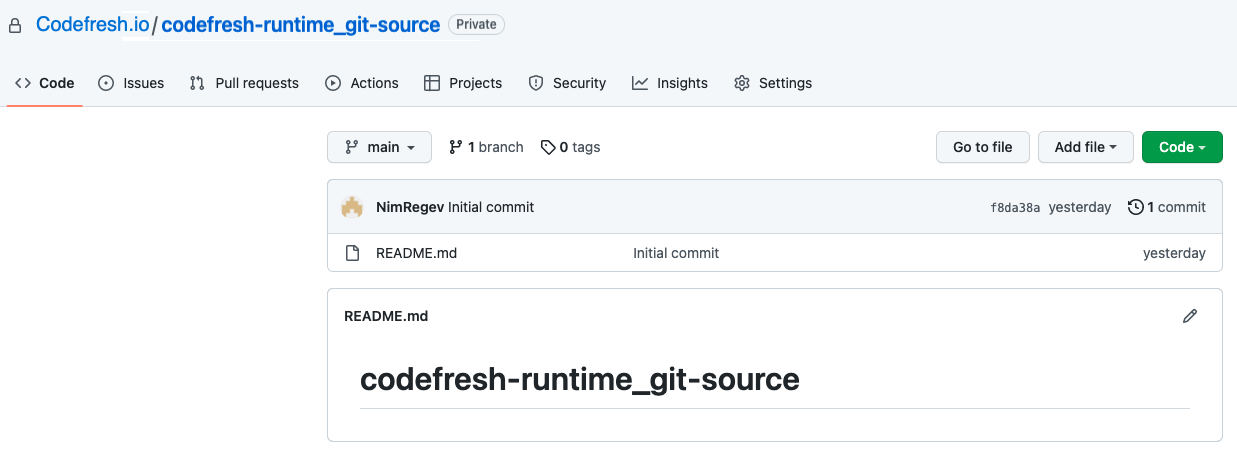 Codefresh.io/codefresh-runtime_git-source Private
Code Issues Pull requests Actions Projects Security Insights Settings
main 1 branch 0 tags Go to file Add file Code
NimRegev Initial commit f8da38a yesterday 1 commit
README.md Initial commit yesterday
README.md
codefresh-runtime_git-source